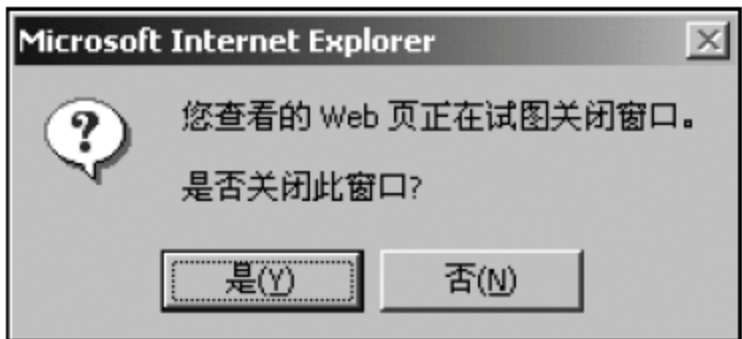 Microsoft Internet Explorer
您查看的 Web 页正在试图关闭窗口。
是否关闭此窗口?
是(Y)
否(N)